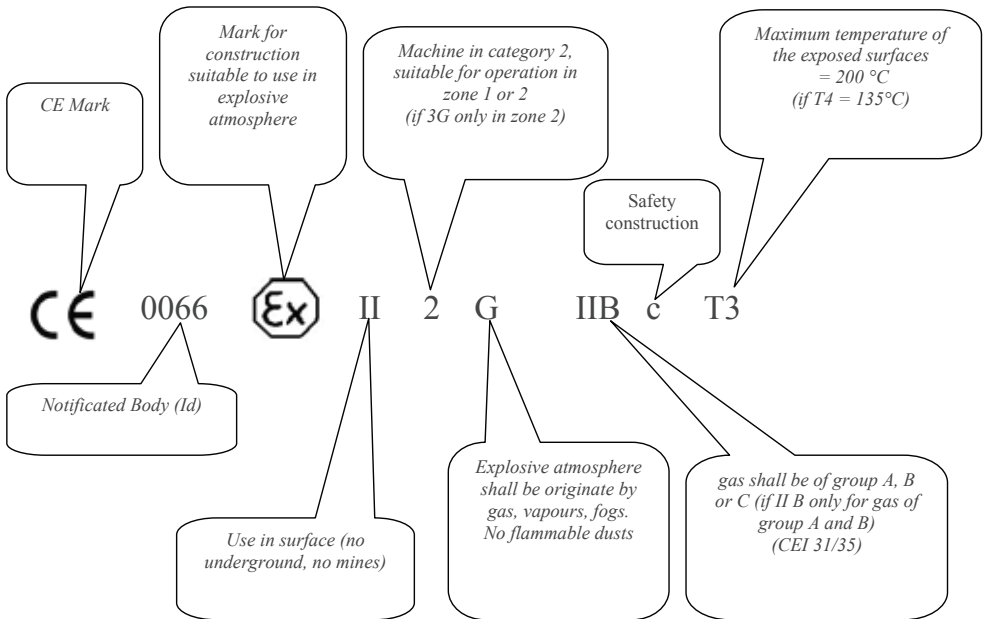 CE Mark
Mark for
construction
suitable to use in
explosive
atmosphere
Machine in category 2,
suitable for operation in
zone 1 or 2
(if 3G only in zone 2)
Maximum temperature of
the exposed surfaces
= 200 °C
(if T4 = 135°C)
Safety
construction
CE 0066 Ex II 2 G IIB c T3
Notificated Body (Id)
Use in surface (no
underground, no mines)
Explosive atmosphere
shall be originate by
gas, vapours, fogs.
No flammable dusts
gas shall be of group A, B
or C (if II B only for gas of
group A and B)
(CEI 31/35)